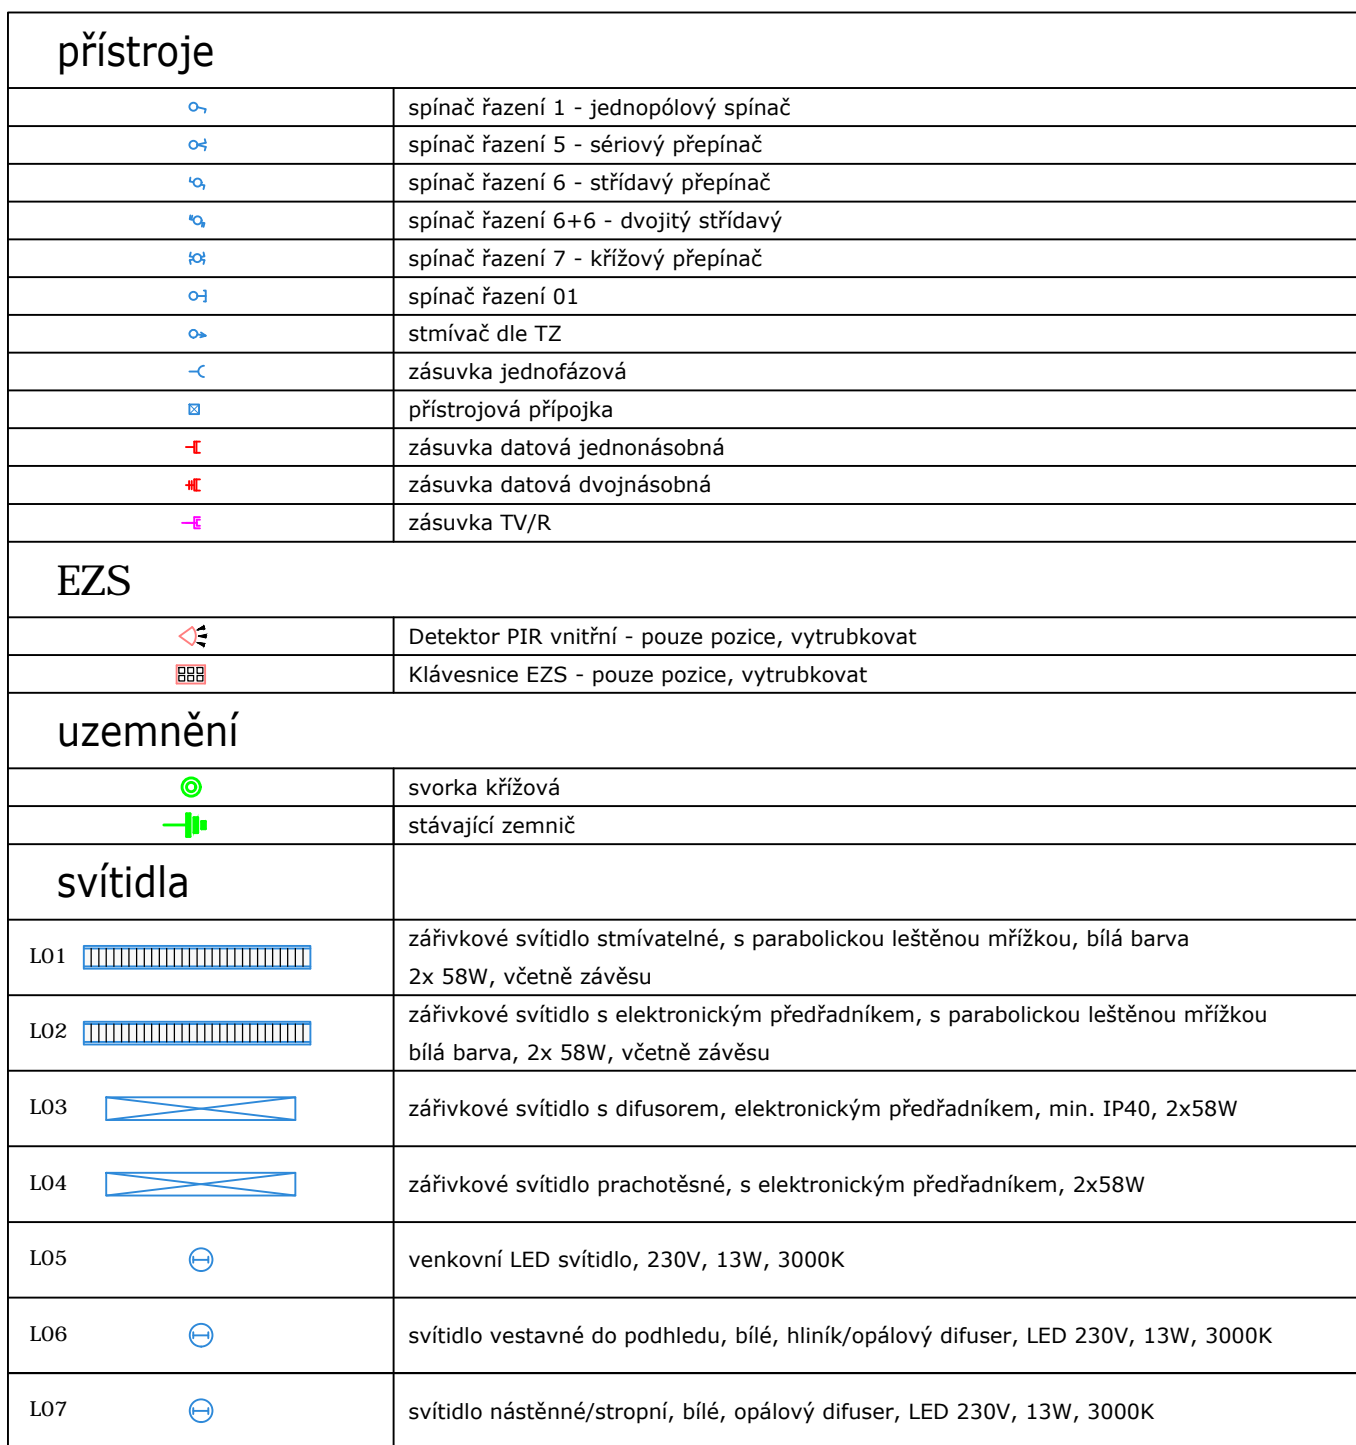 přístroje
spínač řazení 1 - jednopólový spínač
spínač řazení 5 - sériový přepínač
spínač řazení 6 - střídavý přepínač
spínač řazení 6+6 - dvojitý střídavý
spínač řazení 7 - křížový přepínač
spínač řazení 01
stmívač dle TZ
zásuvka jednofázová
přístrojová přípojka
zásuvka datová jednonásobná
zásuvka datová dvojnásobná
zásuvka TV/R
EZS
Detektor PIR vnitřní - pouze pozice, vytrubkovat
Klávesnice EZS - pouze pozice, vytrubkovat
uzemnění
svorka křížová
stávající zemnič
svítidla
L01
zářivkové svítidlo stmívatelné, s parabolickou leštěnou mřížkou, bílá barva
2x 58W, včetně závěsu
L02
zářivkové svítidlo s elektronickým předřadníkem, s parabolickou leštěnou mřížkou
bílá barva, 2x 58W, včetně závěsu
L03
zářivkové svítidlo s difusorem, elektronickým předřadníkem, min. IP40, 2x58W
L04
zářivkové svítidlo prachotěsné, s elektronickým předřadníkem, 2x58W
L05
venkovní LED svítidlo, 230V, 13W, 3000K
L06
svítidlo vestavné do podhledu, bílé, hliník/opálový difuser, LED 230V, 13W, 3000K
L07
svítidlo nástěnné/stropní, bílé, opálový difuser, LED 230V, 13W, 3000K